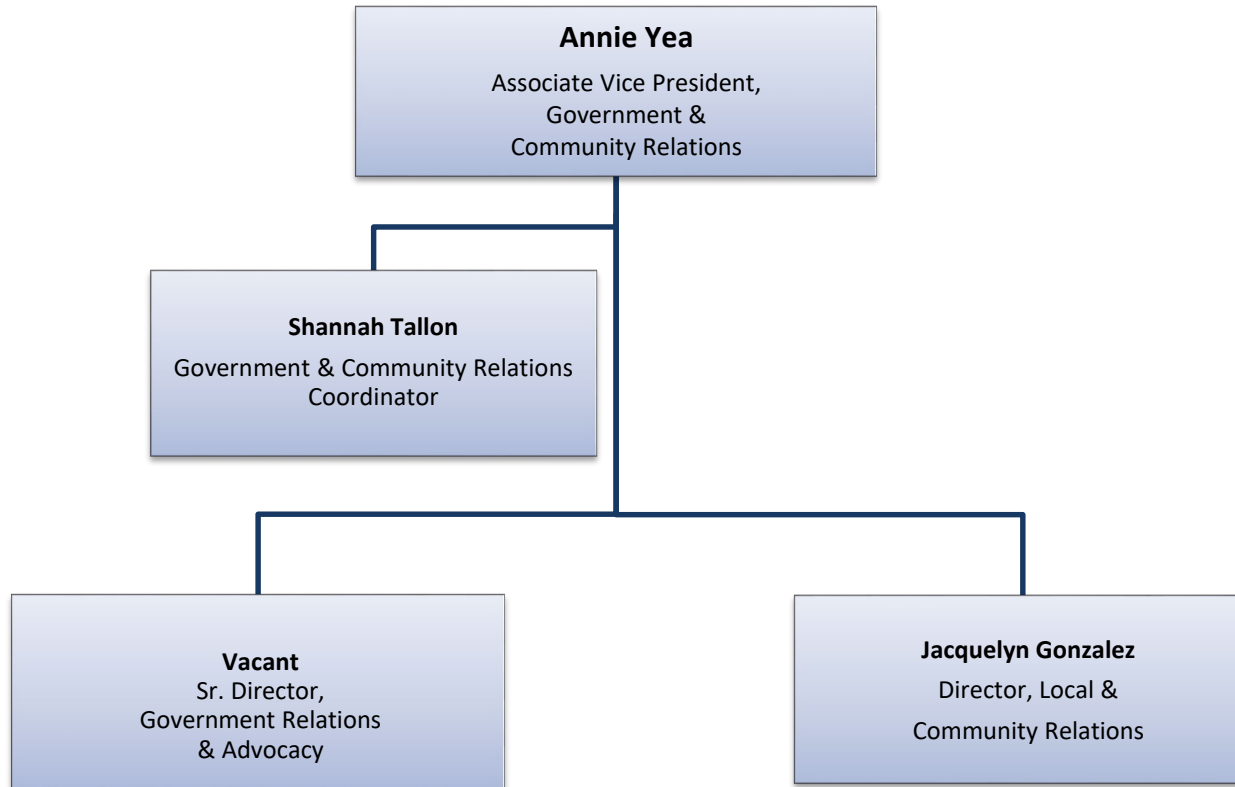 Annie Yea
Associate Vice President,
Government &
Community Relations
Shannah Tallon
Government & Community Relations
Coordinator
Vacant
Sr. Director,
Government Relations
& Advocacy
Jacquelyn Gonzalez
Director, Local &
Community Relations